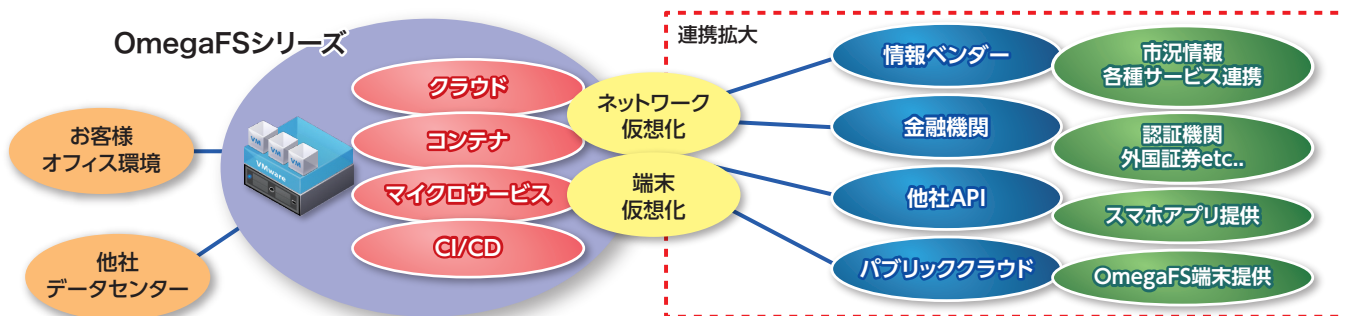 OmegaFSシリーズ
お客様
オフィス環境
他社
データセンター
VM
VM
VM
VMware
クラウド
コンテナ
マイクロサービス
CI/CD
ネットワーク
仮想化
端末
仮想化
連携拡大
情報ベンダー
金融機関
他社API
パブリッククラウド
市況情報
各種サービス連携
認証機関
外国証券etc..
スマホアプリ提供
OmegaFS端末提供